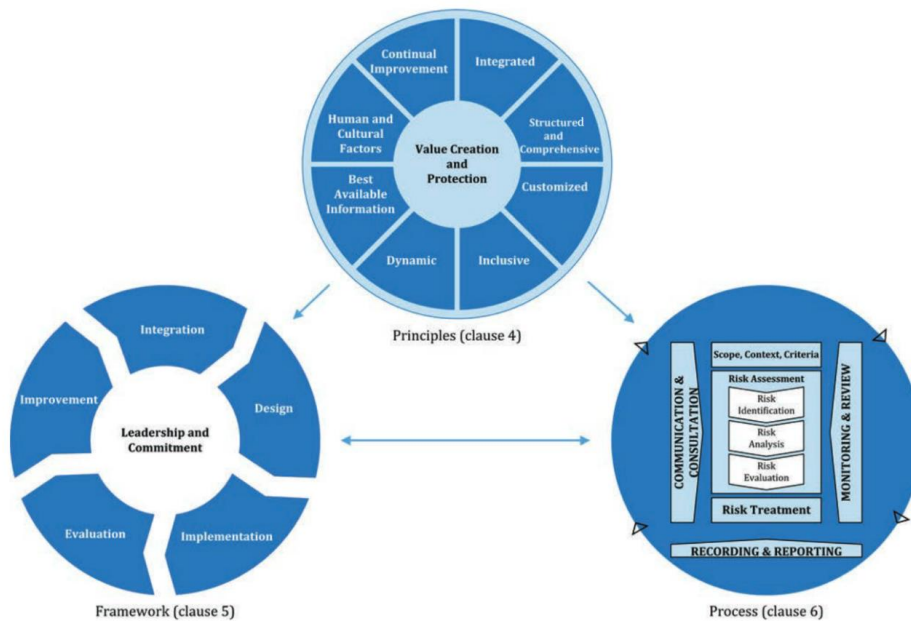 Continual
Improvement
Integrated
Human and
Cultural
Factors
Value Creation
and
Protection
Structured
and
Comprehensive
Best
Available
Information
Customized
Dynamic
Inclusive
Principles (clause 4)
Integration
Improvement
Design
Leadership and
Commitment
Evaluation
Implementation
Framework (clause 5)
Scope, Context, Criteria
Risk Assessment
Risk
Identification
Risk
Analysis
Risk
Evaluation
Risk Treatment
COMMUNICATION &
CONSULTATION
MONITORING & REVIEW
RECORDING & REPORTING
Process (clause 6)